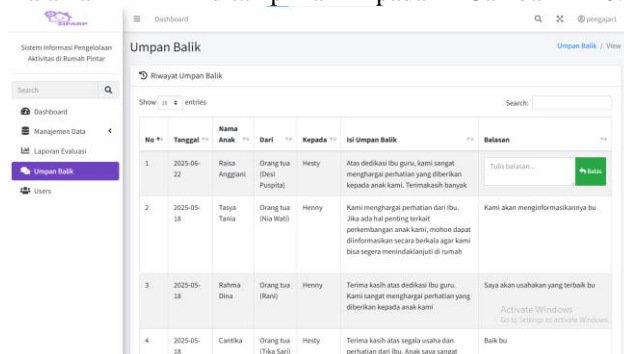 Dashboard
@pengajar1
Sistem Informasi Pengelolaan
Aktivitas di Rumah Pintar
Umpan Balik
Umpan Balik / View
Riwayat Umpan Balik
Search
Show 10 entries
Search:
Dashboard
Manajemen Data
Laporan Evaluasi
Umpan Balik
Users
No Tanggal Nama Anak Dari Kepada Isi Umpan Balik Balasan
1 2025-06-22 Raisa Anggiani Orang tua (Desi Puspita) Hesty
Atas dedikasi Ibu guru, kami sangat
menghargai perhatian yang diberikan
kepada anak kami. Terimakasih banyak
Tulis balasan...
Balas
2 2025-05-18 Tasya Tania Orang tua (Nia Wati) Henny
Kami menghargai perhatian dari Ibu.
Jika ada hal penting terkait
perkembangan anak kami, mohon dapat
diinformasikan secara berkala agar kami
bisa segera menindaklanjuti di rumah
Kami akan menginformasikannya bu
3 2025-05-18 Rahma Dina Orang tua (Rani) Henny
Terima kasih atas dedikasi Ibu guru.
Kami sangat menghargai perhatian yang
diberikan kepada anak kami
Saya akan usahakan yang terbaik bu
Activate Windows
Go to Settings to activate Windows
4 2025-05-18 Cantika Orang tua (Tika Sari) Hesty
Terima kasih atas segala usaha dan
perhatian dari Ibu. Anak saya sangat
Baik bu